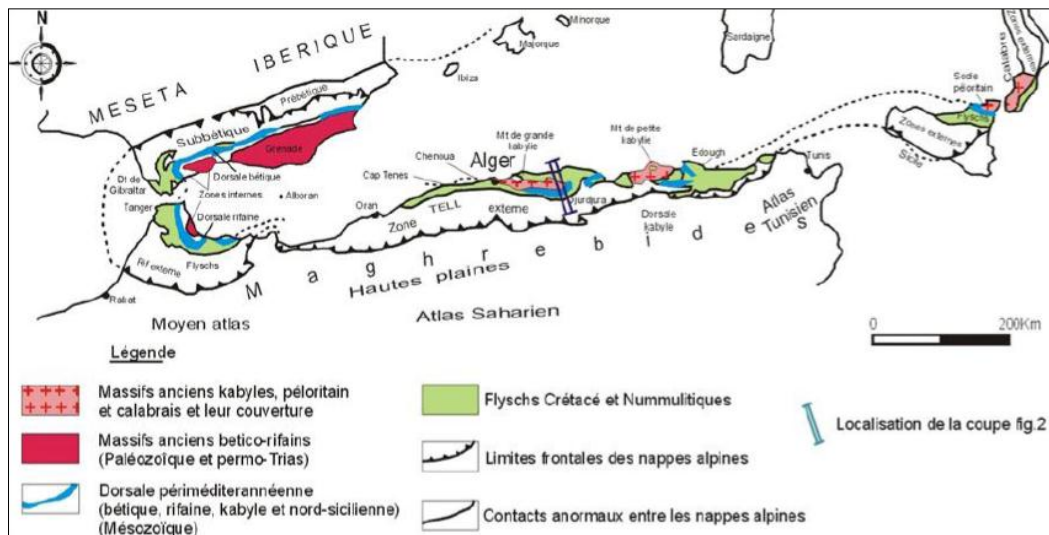 N
MESETA IBERIQUE
Prébétique
Subbétique
Grenade
Dorsale bétique
Zones internes
Dt de
Gibraltar
Tanger
Alboran
Dorsale rifaine
Flyschs
Rif externe
Rabat
Moyen atlas
Minorque
Majorque
Ibiza
Sardaigne
Calabre
Zones externes
Socle
péloritain
Flyschs
Zones externes
Sicile
Mt de grande
kabylie
Mt de petite
kabylie
Chenoua
Alger
Cap Tenes
Edough
Tunis
Oran
TELL
Zone externe
Djurdjura
Dorsale
kabyle
Atlas
Tunisien
Maghrebides
Hautes plaines
Atlas Saharien
0 200Km
Légende
Massifs anciens kabyles, péloritain
et calabrais et leur couverture
Massifs anciens betico-rifains
(Paléozoïque et permo-Trias)
Dorsale périméditerannéenne
(bétique, rifaine, kabyle et nord-sicilienne)
(Mésozoïque)
Flyschs Crétacé et Nummulitiques
Limites frontales des nappes alpines
Contacts anormaux entre les nappes alpines
Localisation de la coupe fig.2